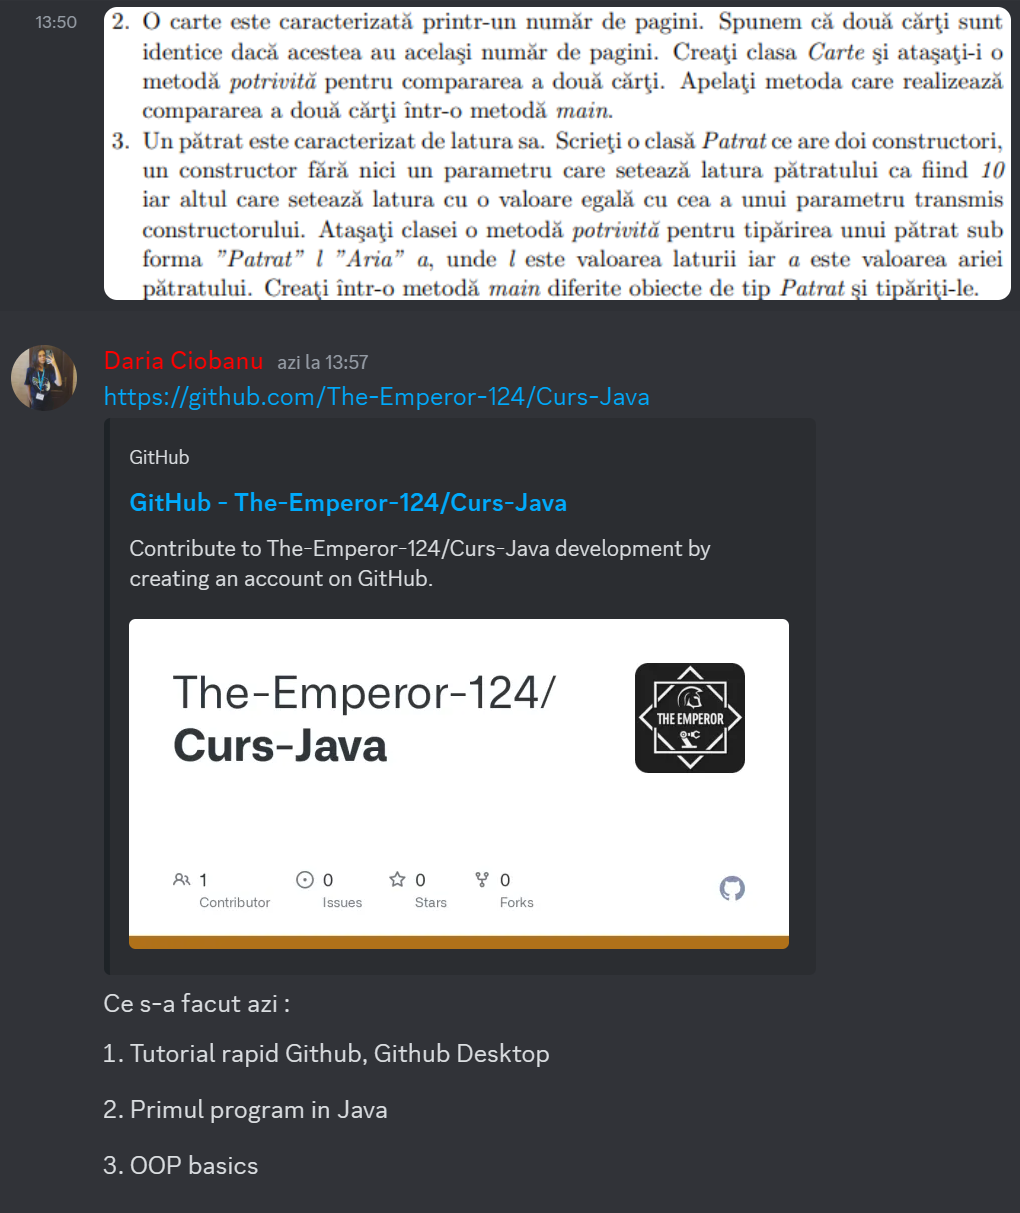 13:50
2. O carte este caracterizată printr-un număr de pagini. Spunem că două cărţi sunt
identice dacă acestea au acelaşi număr de pagini. Creaţi clasa Carte şi ataşaţi-i o
metodă potrivită pentru compararea a două cărţi. Apelaţi metoda care realizează
compararea a două cărţi într-o metodă main.
3. Un pătrat este caracterizat de latura sa. Scrieţi o clasă Patrat ce are doi constructori,
un constructor fără nici un parametru care setează latura pătratului ca fiind 10
iar altul care setează latura cu o valoare egală cu cea a unui parametru transmis
constructorului. Ataşaţi clasei o metodă potrivită pentru tipărirea unui pătrat sub
forma ”Patrat” l ”Aria” a, unde l este valoarea laturii iar a este valoarea ariei
pătratului. Creaţi într-o metodă main diferite obiecte de tip Patrat şi tipăriţi-le.
Daria Ciobanu azi la 13:57
https://github.com/The-Emperor-124/Curs-Java
GitHub
GitHub - The-Emperor-124/Curs-Java
Contribute to The-Emperor-124/Curs-Java development by
creating an account on GitHub.
The-Emperor-124/
Curs-Java
THE EMPEROR
1 0 0 0
Contributor Issues Stars Forks
Ce s-a facut azi :
1. Tutorial rapid Github, Github Desktop
2. Primul program in Java
3. OOP basics